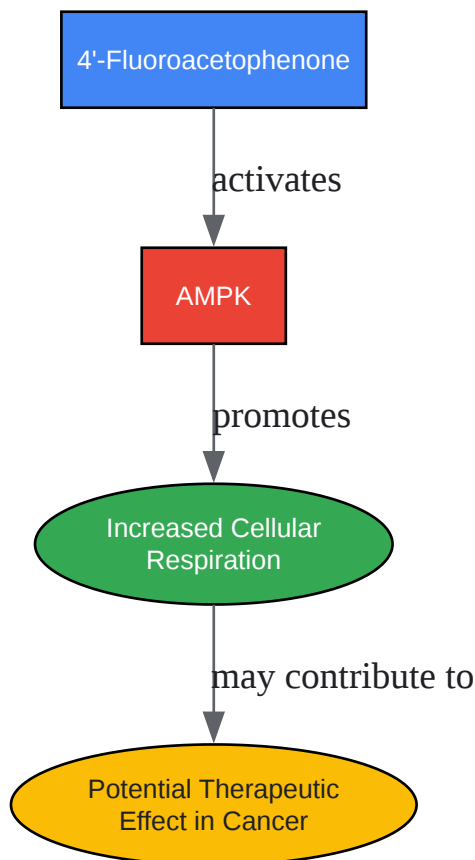 4'-Fluoroacetophenone
activates
AMPK
promotes
Increased Cellular
Respiration
may contribute to
Potential Therapeutic
Effect in Cancer